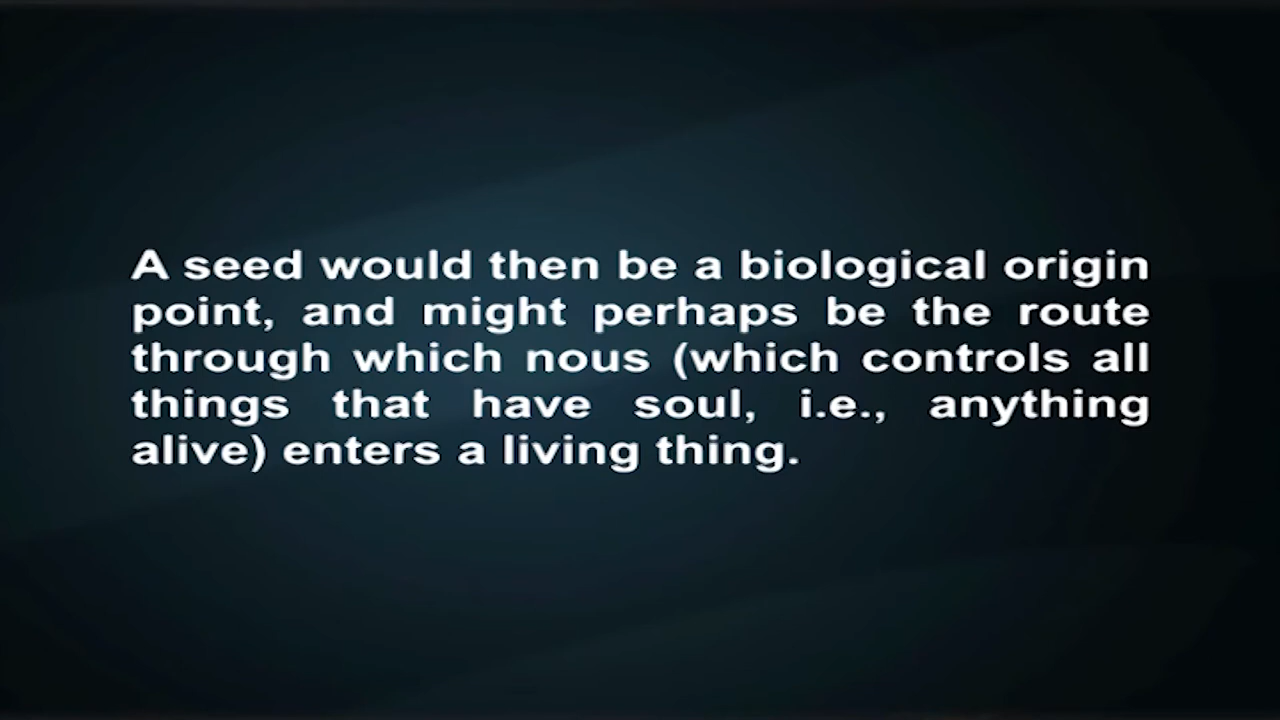 A seed would then be a biological origin
point, and might perhaps be the route
through which nous (which controls all
things that have soul, i.e., anything
alive) enters a living thing.